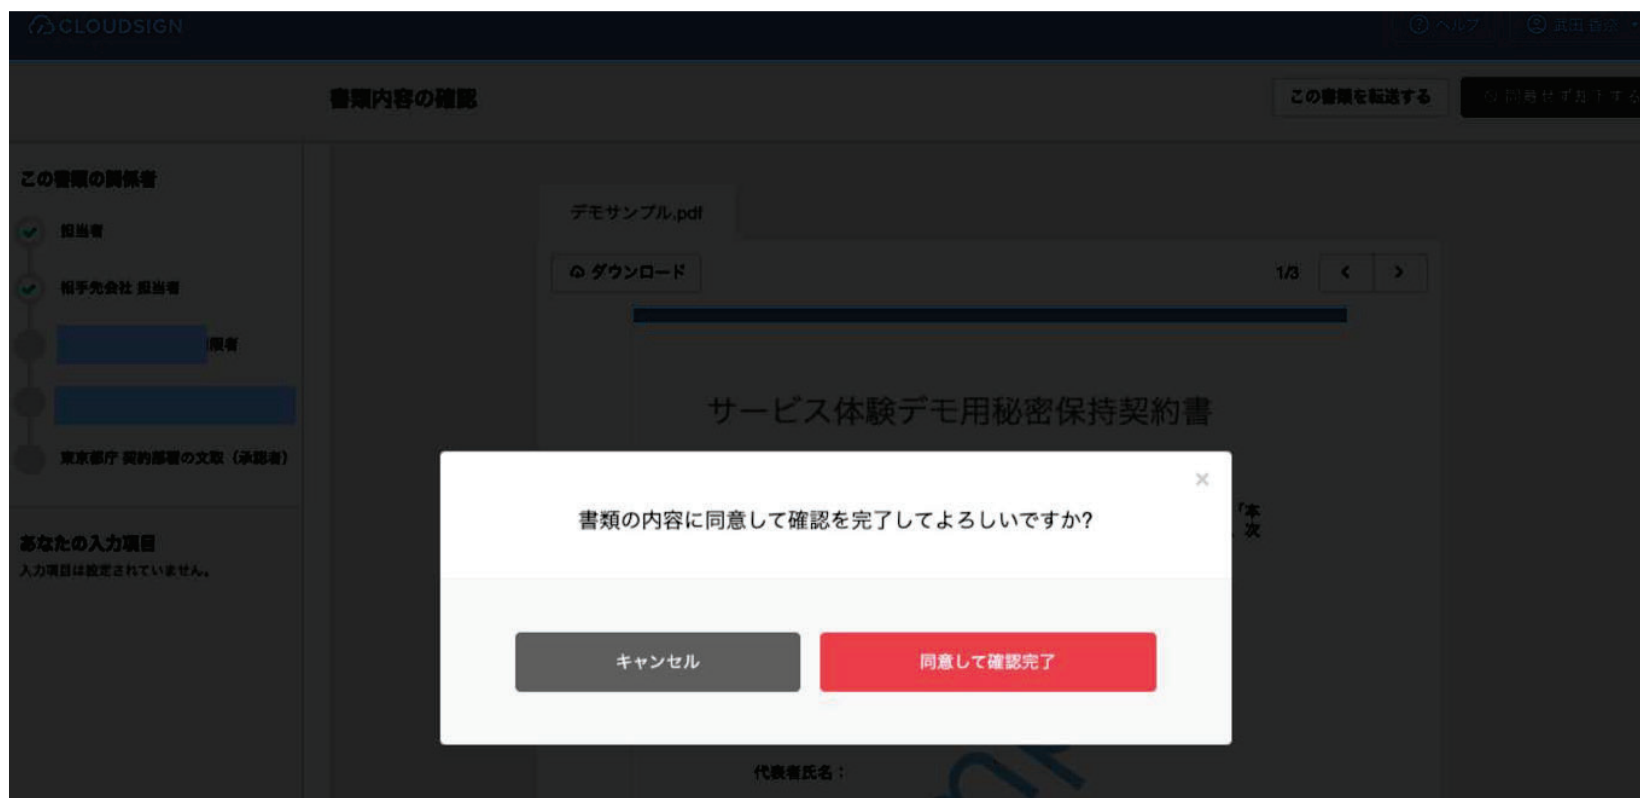 CLOUDSIGN
ヘルプ
書類内容の確認
この書類を転送する
この書類の関係者
担当者
相手先会社 担当者
限者
東京都庁 契約部署の文取（承認者）
あなたの入力項目
入力項目は設定されていません。
デモサンプル.pdf
ダウンロード
1/3
サービス体験デモ用秘密保持契約書
「本
、次
×
書類の内容に同意して確認を完了してよろしいですか?
キャンセル
同意して確認完了
代表者氏名：